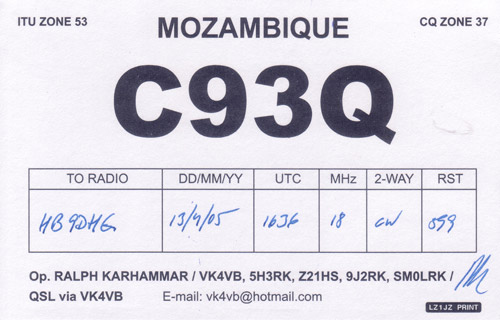 ITU ZONE 53 MOZAMBIQUE CQ ZONE 37
C93Q
TO RADIO DD/MM/YY UTC MHz 2-WAY RST
HB9DHG 13/9/05 1636 18 CW 599
Op. RALPH KARHAMMAR / VK4VB, 5H3RK, Z21HS, 9J2RK, SM0LRK /
QSL via VK4VB E-mail: vk4vb@hotmail.com
LZ1JZ PRINT